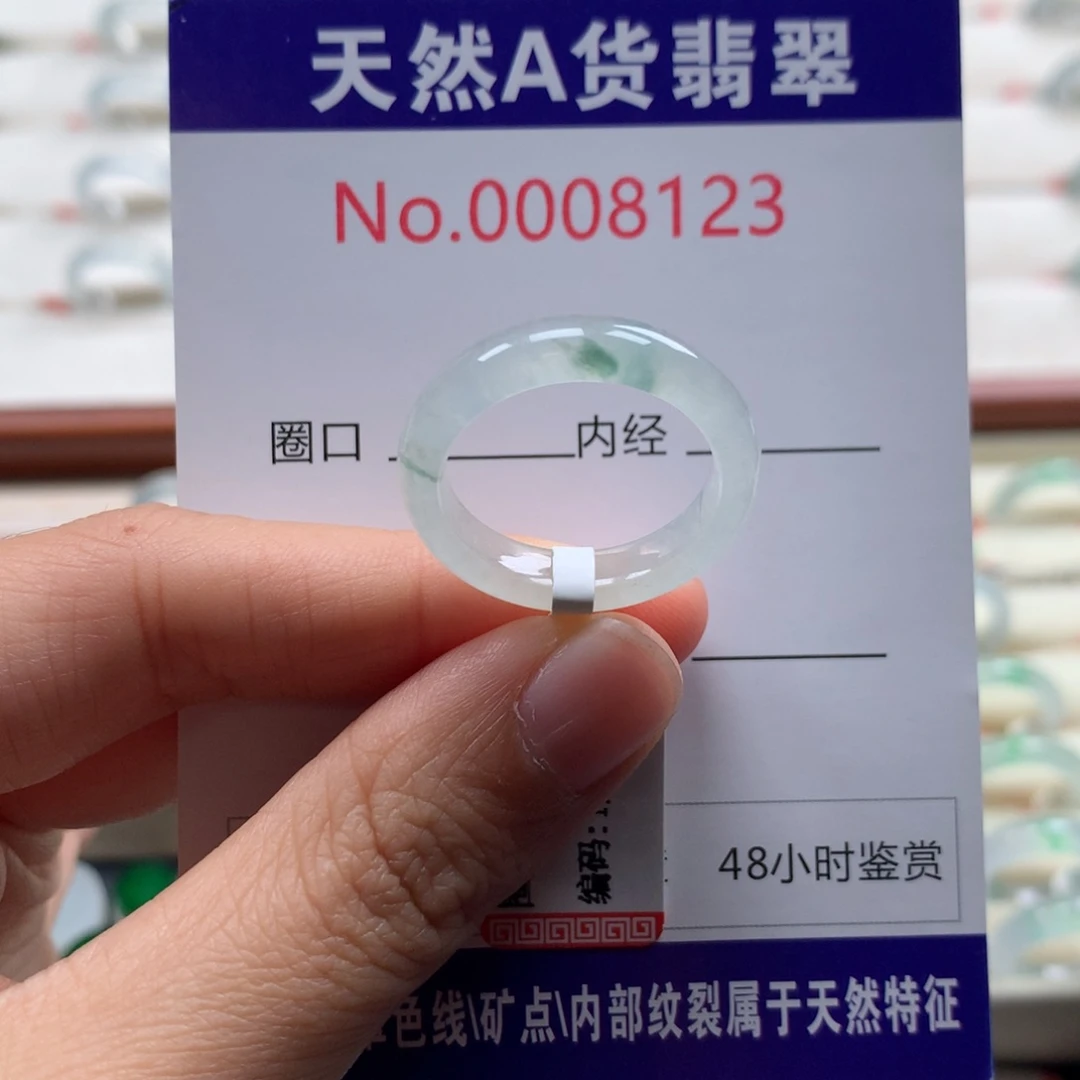 天然A货翡翠
No.0008123
圈口 内经
编码:
48小时鉴赏
色线\矿点\内部纹裂属于天然特征